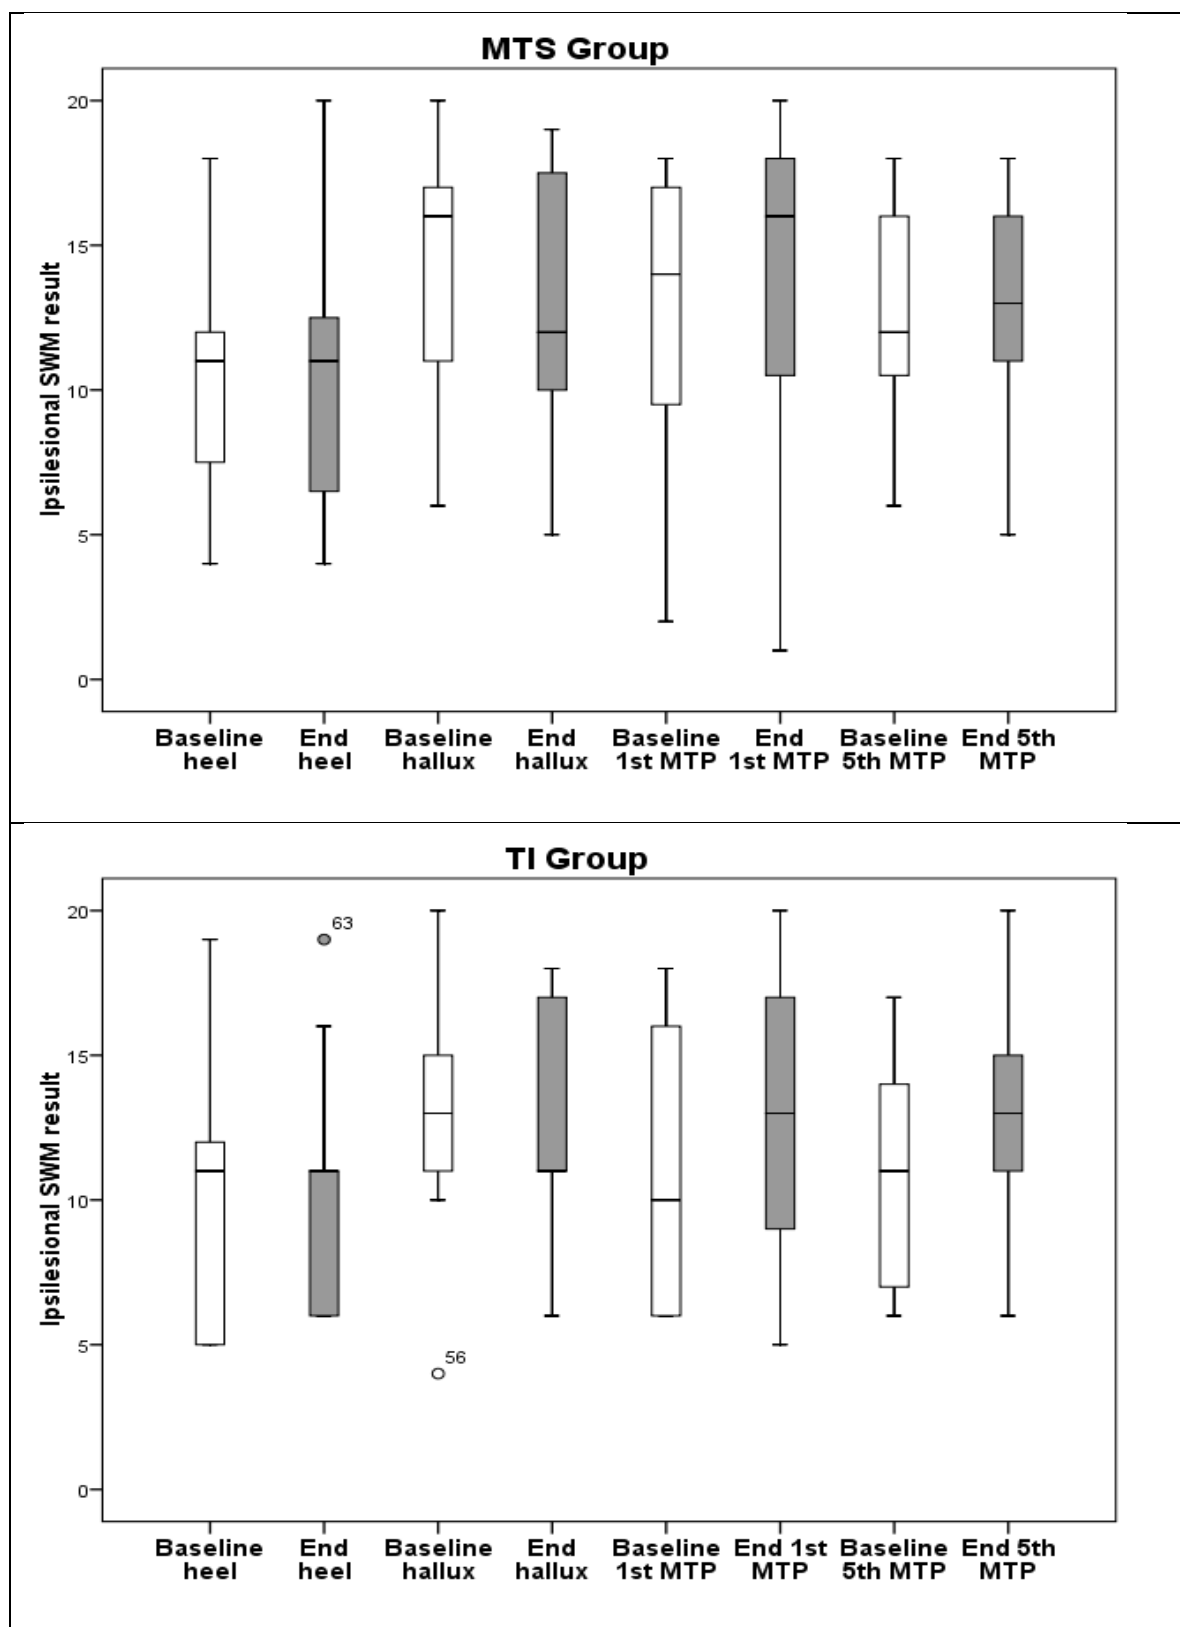 MTS Group
Ipsilesional SWM result
20
15
10
5
0
Baseline heel
End heel
Baseline hallux
End hallux
Baseline 1st MTP
End 1st MTP
Baseline 5th MTP
End 5th MTP
TI Group
Ipsilesional SWM result
20
15
10
5
0
63
56
Baseline heel
End heel
Baseline hallux
End hallux
Baseline 1st MTP
End 1st MTP
Baseline 5th MTP
End 5th MTP